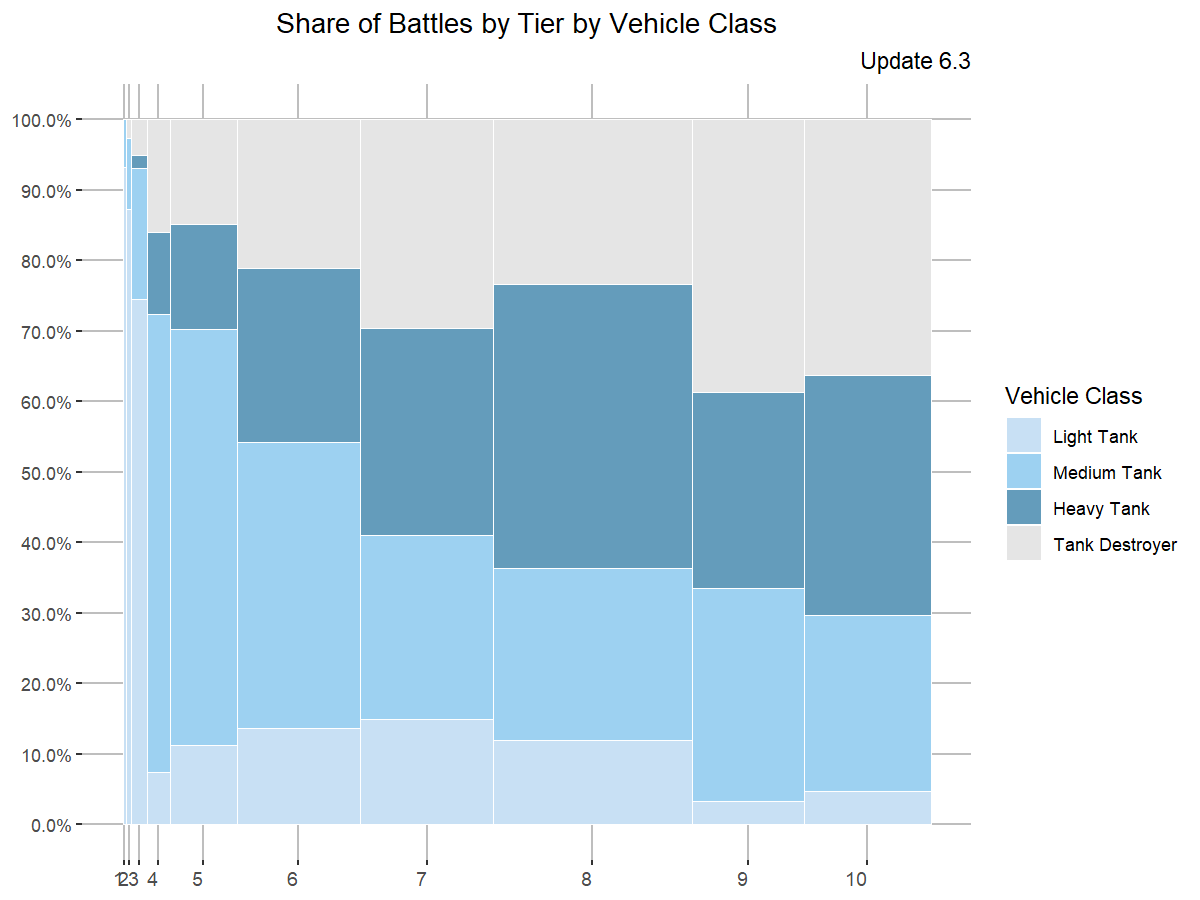 Share of Battles by Tier by Vehicle Class
Update 6.3
100.0%
90.0%
80.0%
70.0%
60.0%
50.0%
40.0%
30.0%
20.0%
10.0%
0.0%
1 2 3 4 5 6 7 8 9 10
Vehicle Class
Light Tank
Medium Tank
Heavy Tank
Tank Destroyer